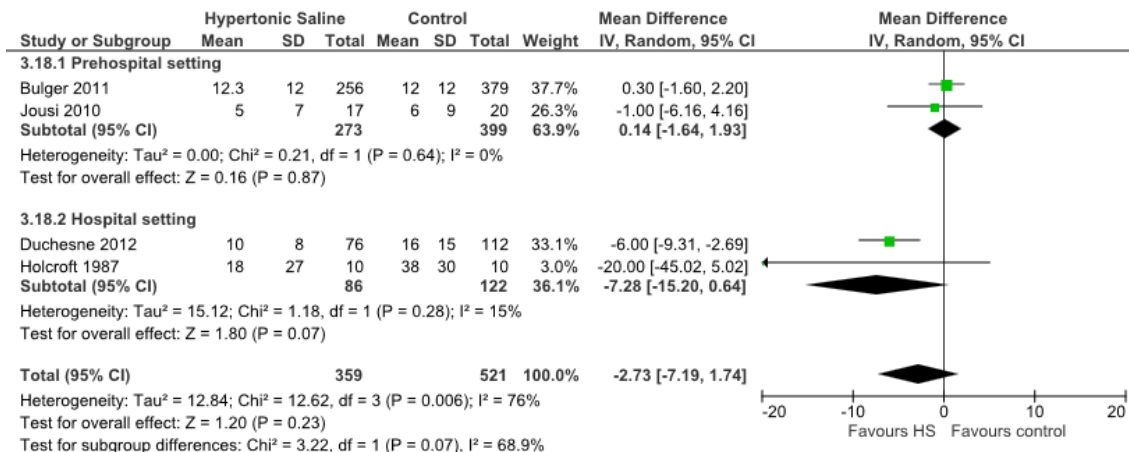 Hypertonic Saline Control Mean Difference Mean Difference
Study or Subgroup Mean SD Total Mean SD Total Weight IV, Random, 95% CI IV, Random, 95% CI
3.18.1 Prehospital setting
Bulger 2011 12.3 12 256 12 12 379 37.7% 0.30 [-1.60, 2.20]
Jousi 2010 5 7 17 6 9 20 26.3% -1.00 [-6.16, 4.16]
Subtotal (95% CI) 273 399 63.9% 0.14 [-1.64, 1.93]
Heterogeneity: Tau² = 0.00; Chi² = 0.21, df = 1 (P = 0.64); I² = 0%
Test for overall effect: Z = 0.16 (P = 0.87)
3.18.2 Hospital setting
Duchesne 2012 10 8 76 16 15 112 33.1% -6.00 [-9.31, -2.69]
Holcroft 1987 18 27 10 38 30 10 3.0% -20.00 [-45.02, 5.02]
Subtotal (95% CI) 86 122 36.1% -7.28 [-15.20, 0.64]
Heterogeneity: Tau² = 15.12; Chi² = 1.18, df = 1 (P = 0.28); I² = 15%
Test for overall effect: Z = 1.80 (P = 0.07)
Total (95% CI) 359 521 100.0% -2.73 [-7.19, 1.74]
Heterogeneity: Tau² = 12.84; Chi² = 12.62, df = 3 (P = 0.006); I² = 76%
Test for overall effect: Z = 1.20 (P = 0.23)
Test for subgroup differences: Chi² = 3.22, df = 1 (P = 0.07), I² = 68.9%
-20 -10 0 10 20
Favours HS Favours control